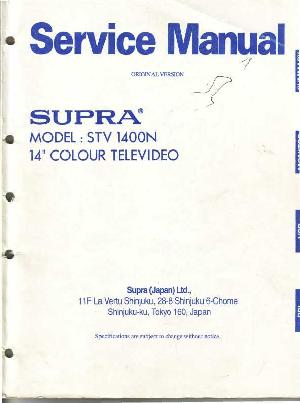 Service Manual
ORIGINAL VERSION
SUPRA®
MODEL : STV 1400N
14" COLOUR TELEVIDEO
Supra (Japan) Ltd.,
11F La Vertu Shinjuku, 28-8 Shinjuku 6-Chome
Shinjuku-ku, Tokyo 160, Japan
Specifications are subject to change without notice.